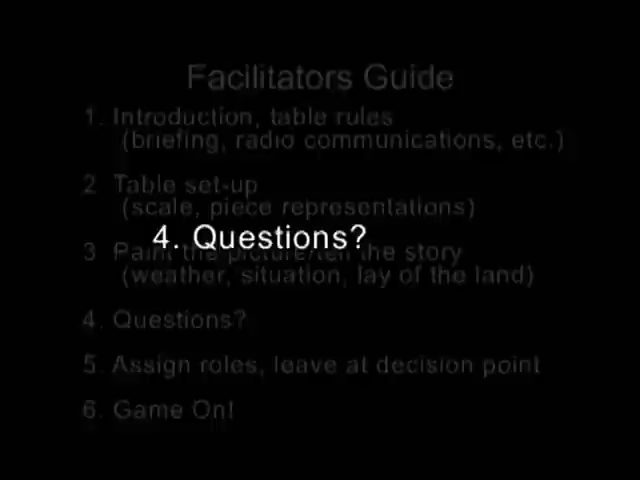 Facilitators Guide
1. Introduction, table rules
(briefing, radio communications, etc.)
2 Table set-up
(scale, piece representations)
4. Questions?
3 Paint the picture/tell the story
(weather, situation, lay of the land)
4. Questions?
5. Assign roles, leave at decision point
6. Game On!